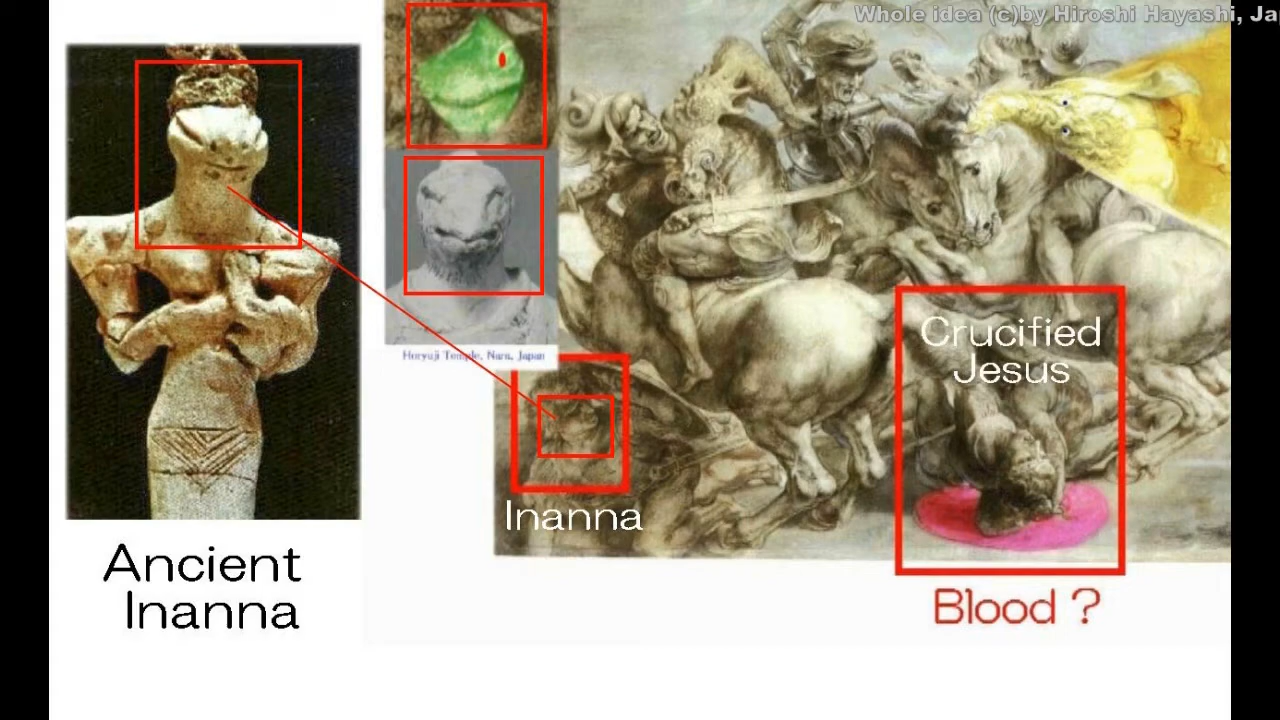 Whole idea (c)by Hiroshi Hayashi, Ja
Horyuji Temple, Nara, Japan
Crucified
Jesus
Inanna
Ancient
Inanna
Blood ?